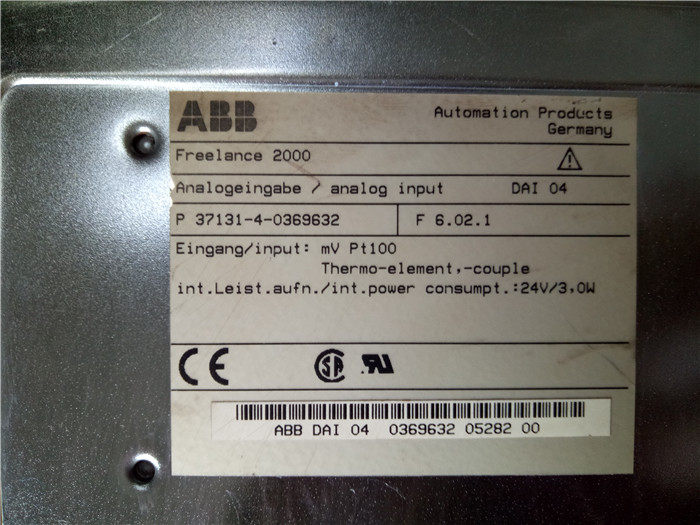 ABB
Automation Products
Germany
Freelance 2000
Analogeingabe / analog input DAI 04
P 37131-4-0369632 F 6.02.1
Eingang/input: mV Pt100
Thermo-element,-couple
int.Leist.aufn./int.power consumpt.:24V/3,0W
CE SA RU
ABB DAI 04 0369632 05282 00